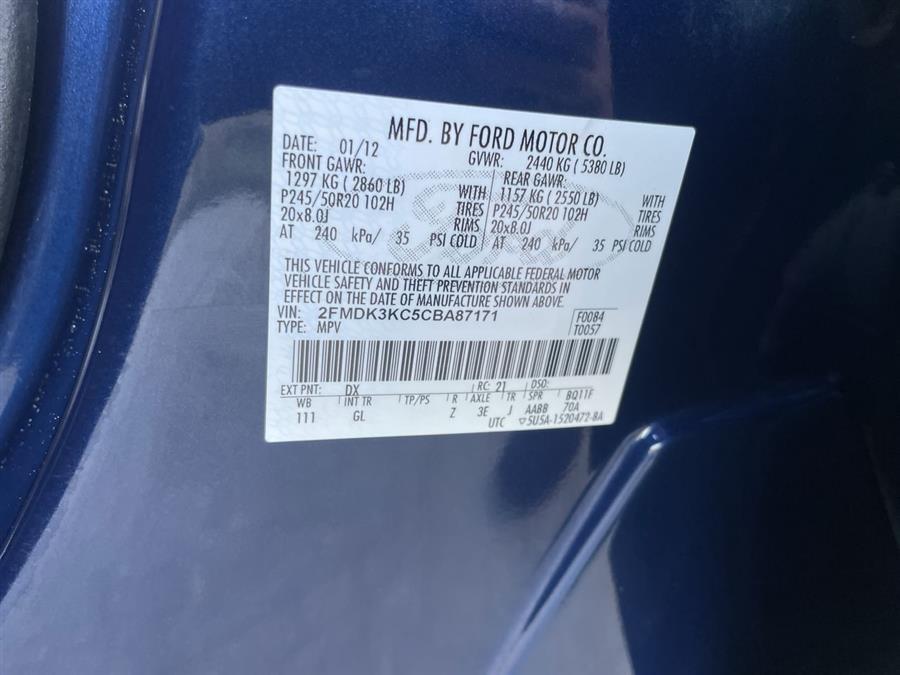 MFD. BY FORD MOTOR CO.
DATE: 01/12 GVWR: 2440 KG ( 5380 LB)
FRONT GAWR: REAR GAWR:
1297 KG ( 2860 LB) WITH 1157 KG ( 2550 LB) WITH
P245/50R20 102H TIRES P245/50R20 102H TIRES
20x8.0J RIMS 20x8.0J RIMS
AT 240 kPa/ 35 PSI COLD AT 240 kPa/ 35 PSI COLD
Ford
THIS VEHICLE CONFORMS TO ALL APPLICABLE FEDERAL MOTOR
VEHICLE SAFETY AND THEFT PREVENTION STANDARDS IN
EFFECT ON THE DATE OF MANUFACTURE SHOWN ABOVE.
VIN: 2FMDK3KC5CBA87171 F0084
TYPE: MPV T0057
EXT PNT: DX RC: 21 DSO:
WB INT TR TP/PS R AXLE TR SPR BQ11F
111 GL Z 3E J AABB 70A
UTC ▽5U5A-1520472-BA